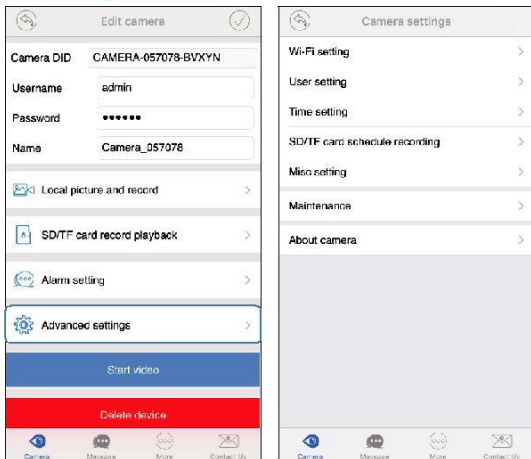 Edit camera
Camera DID CAMERA-057078-BVXYN
Username admin
Password ••••••
Name Camera_057078
Local picture and record
SD/TF card record playback
Alarm setting
Advanced settings
Start video
Delete device
Camera Message More Contact Us
Camera settings
Wi-Fi setting
User setting
Time setting
SD/TF card schedule recording
Misc setting
Maintenance
About camera
Camera Message More Contact Us